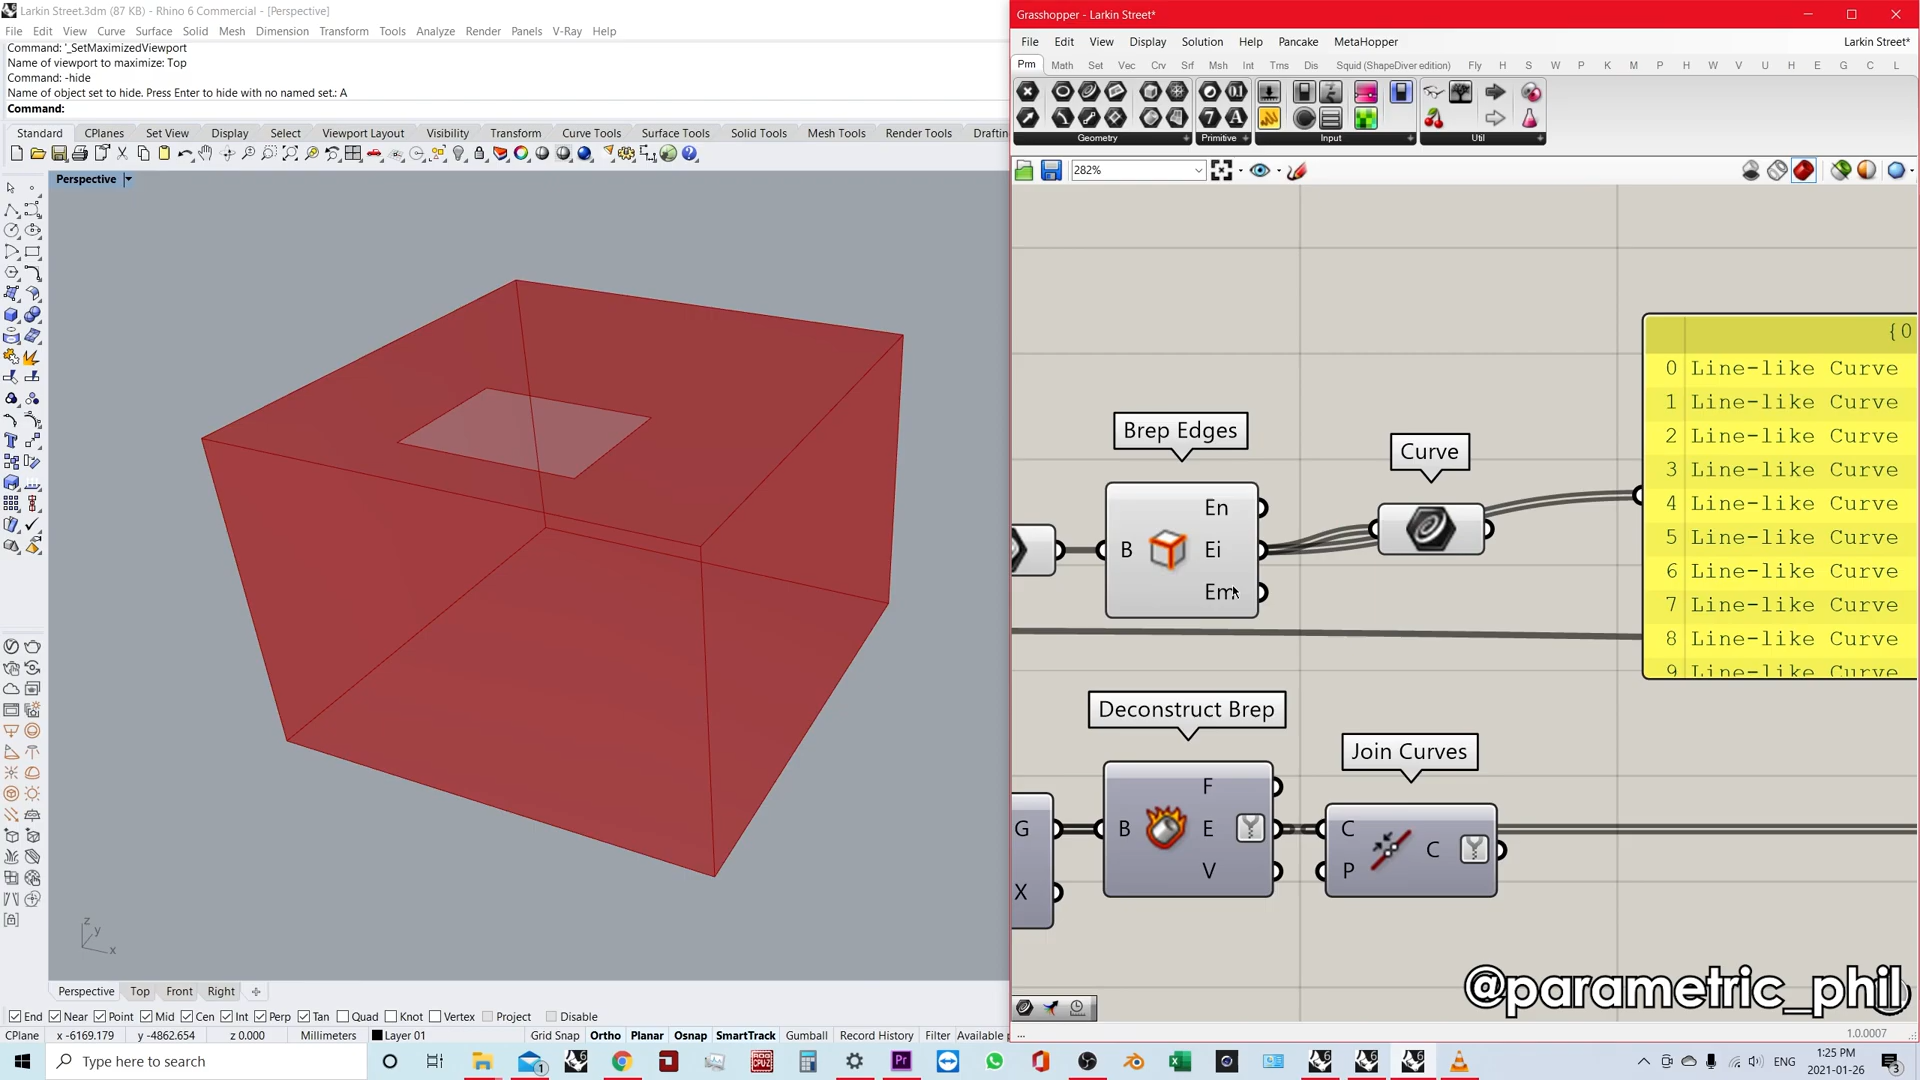 Larkin Street.3dm (87 KB) - Rhino 6 Commercial - [Perspective]
File Edit View Curve Surface Solid Mesh Dimension Transform Tools Analyze Render Panels V-Ray Help
Command: '_SetMaximizedViewport
Name of viewport to maximize: Top
Command: -hide
Name of object set to hide. Press Enter to hide with no named set.: A
Command:
Standard CPlanes Set View Display Select Viewport Layout Visibility Transform Curve Tools Surface Tools Solid Tools Mesh Tools Render Tools Draftin
Perspective
z
y
x
Perspective Top Front Right
End Near Point Mid Cen Int Perp Tan Quad Knot Vertex Project Disable
CPlane x -6169.179 y -4862.654 z 0.000 Millimeters Layer 01 Grid Snap Ortho Planar Osnap SmartTrack Gumball Record History Filter Available p
Grasshopper - Larkin Street*
File Edit View Display Solution Help Pancake MetaHopper Larkin Street*
Prm Math Set Vec Crv Srf Msh Int Trns Dis Squid (ShapeDiver edition) Fly H S W P K M P H W V U H E G C L
Geometry Primitive Input Util
282%
{0
0 Line-like Curve
1 Line-like Curve
2 Line-like Curve
3 Line-like Curve
4 Line-like Curve
5 Line-like Curve
6 Line-like Curve
7 Line-like Curve
8 Line-like Curve
9 Line-like Curve
Brep Edges
B En
Ei
Em
Curve
Deconstruct Brep
G B F
E
X V
Join Curves
C
P C
@parametric_phil
1.0.0007
Type here to search
ENG
1:25 PM
2021-01-26